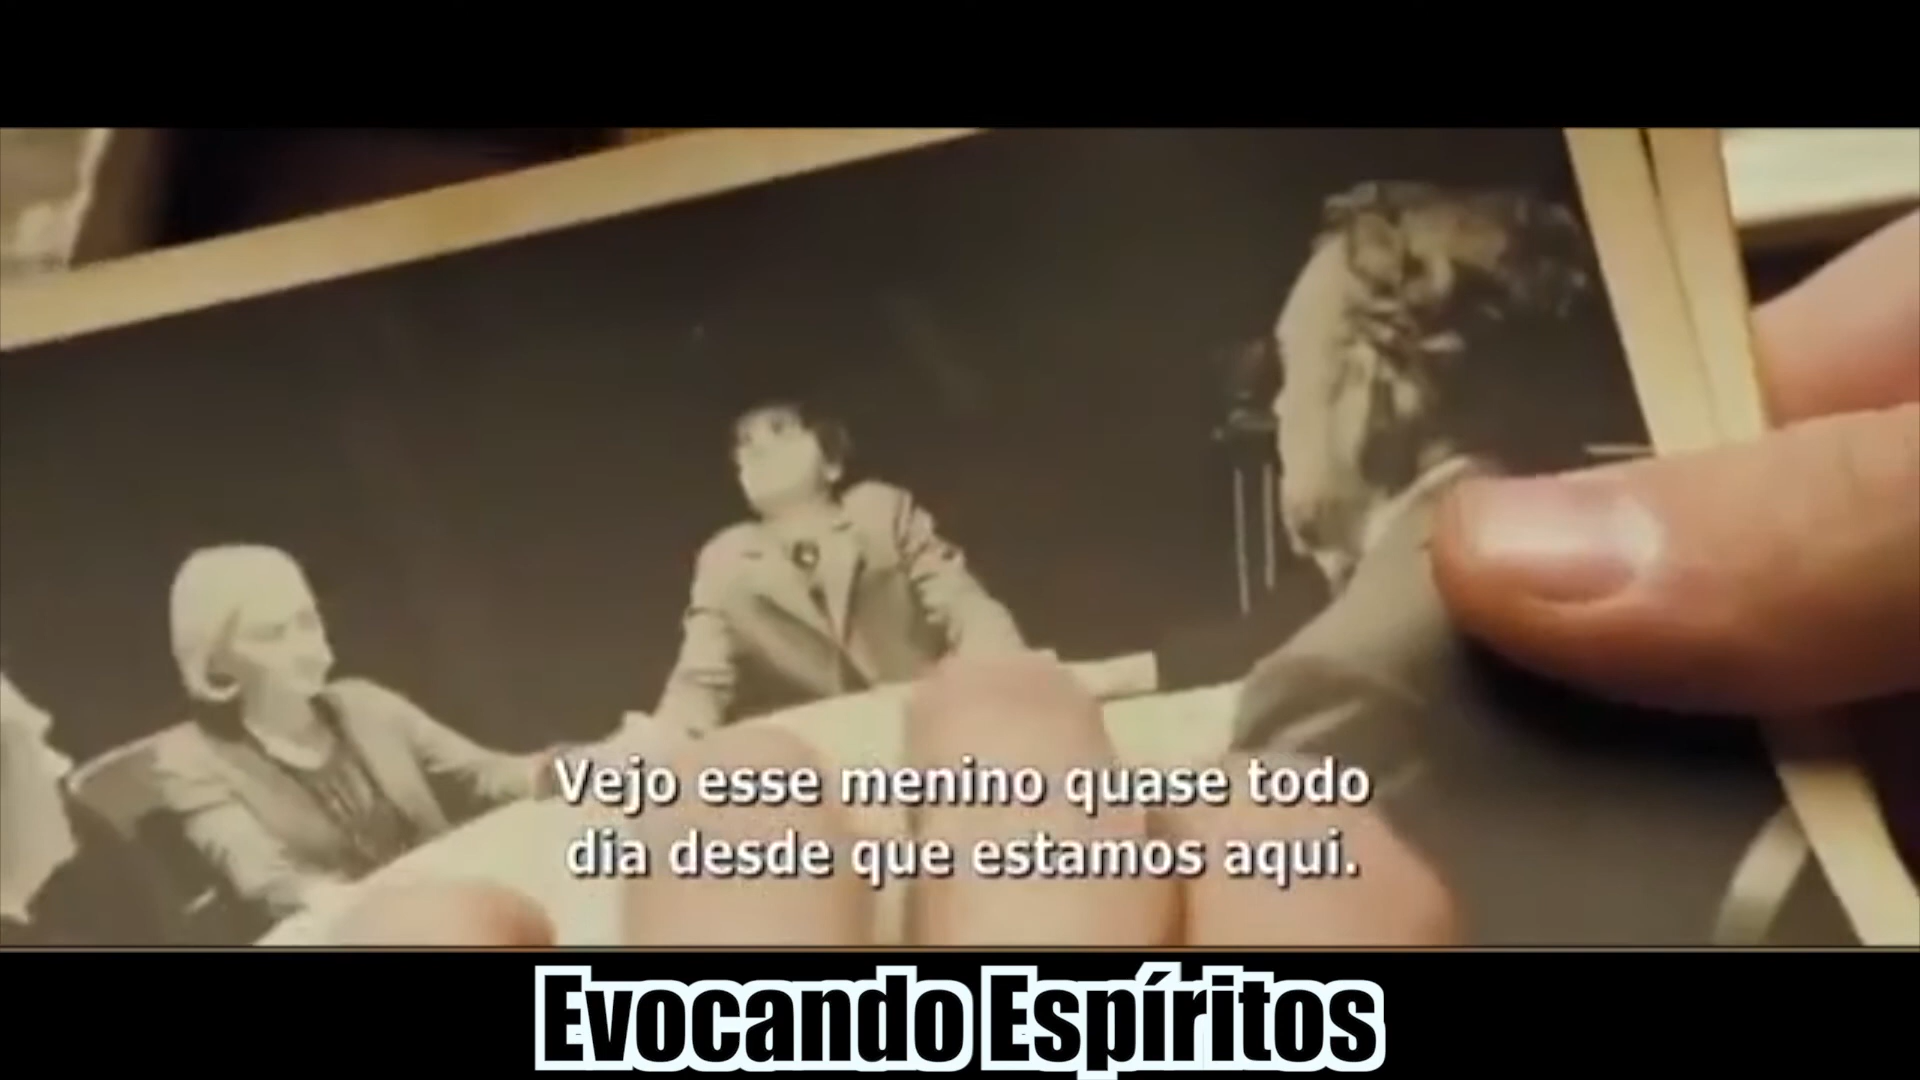 Vejo esse menino quase todo
dia desde que estamos aqui.
Evocando Espíritos